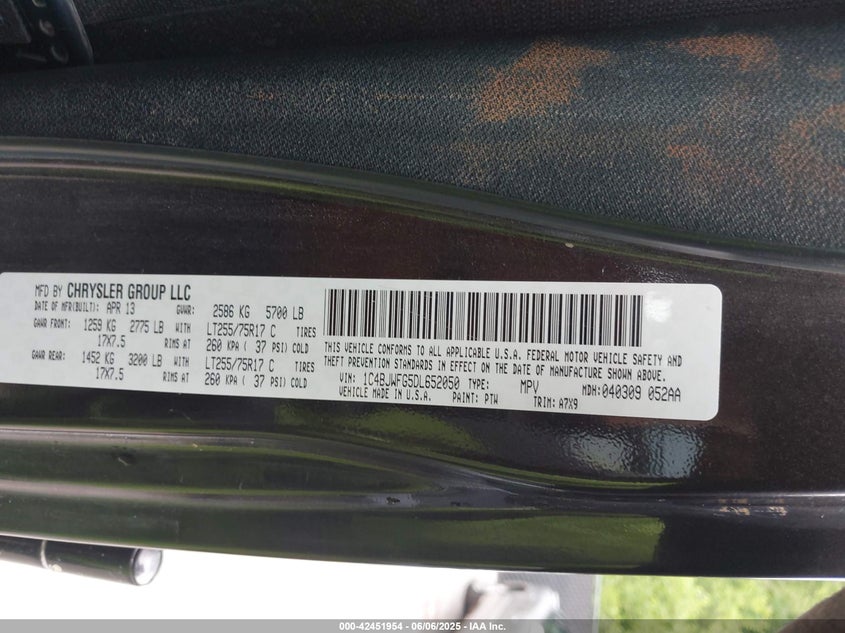 MFD BY CHRYSLER GROUP LLC
DATE OF MFR(BUILT): APR 13 GVWR: 2586 KG 5700 LB
GAWR FRONT: 1259 KG 2775 LB WITH LT255/75R17 C TIRES
17X7.5 RIMS AT 260 KPA ( 37 PSI) COLD
GAWR REAR: 1452 KG 3200 LB WITH LT255/75R17 C TIRES
17X7.5 RIMS AT 260 KPA ( 37 PSI) COLD
THIS VEHICLE CONFORMS TO ALL APPLICABLE U.S.A. FEDERAL MOTOR VEHICLE SAFETY AND
THEFT PREVENTION STANDARDS IN EFFECT ON THE DATE OF MANUFACTURE SHOWN ABOVE.
VIN: 1C4BJWFG5DL652050 TYPE: MPV MDH: 040309 052AA
MADE IN U.S.A. PAINT: PTW TRIM: A7X9
000-42451954 - 06/06/2025 - IAA Inc.